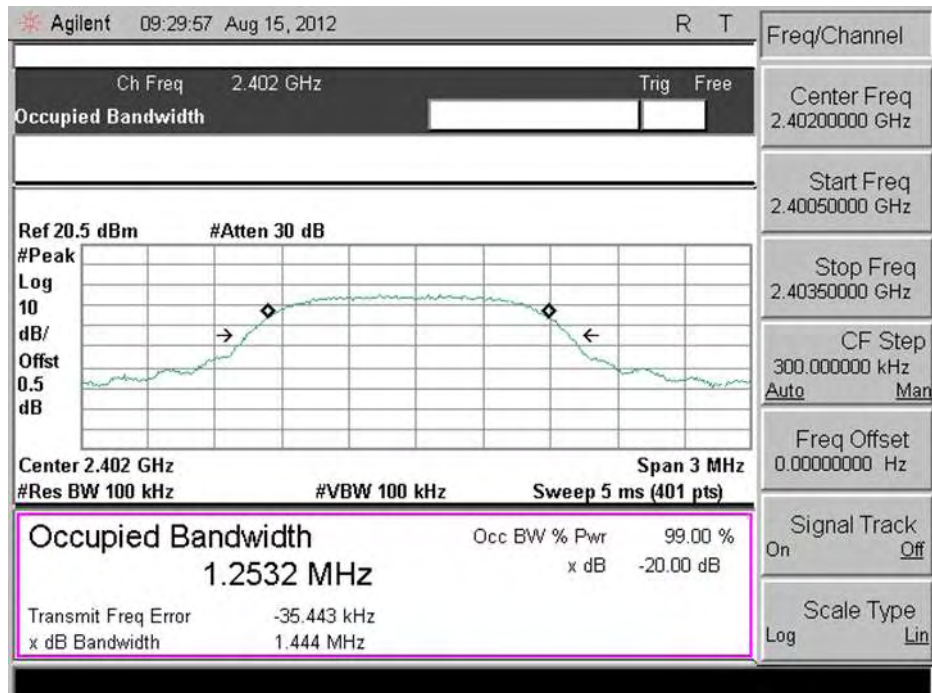 Agilent 09:29:57 Aug 15, 2012 R T
Freq/Channel
Ch Freq 2.402 GHz Trig Free
Occupied Bandwidth
Center Freq
2.40200000 GHz
Start Freq
2.40050000 GHz
Ref 20.5 dBm #Atten 30 dB
#Peak
Log
10
dB/
Offst
0.5
dB
Stop Freq
2.40350000 GHz
CF Step
300.000000 kHz
Auto Man
Center 2.402 GHz Span 3 MHz
#Res BW 100 kHz #VBW 100 kHz Sweep 5 ms (401 pts)
Freq Offset
0.00000000 Hz
Occupied Bandwidth Occ BW % Pwr 99.00 %
1.2532 MHz x dB -20.00 dB
Transmit Freq Error -35.443 kHz
x dB Bandwidth 1.444 MHz
Signal Track
On Off
Scale Type
Log Lin